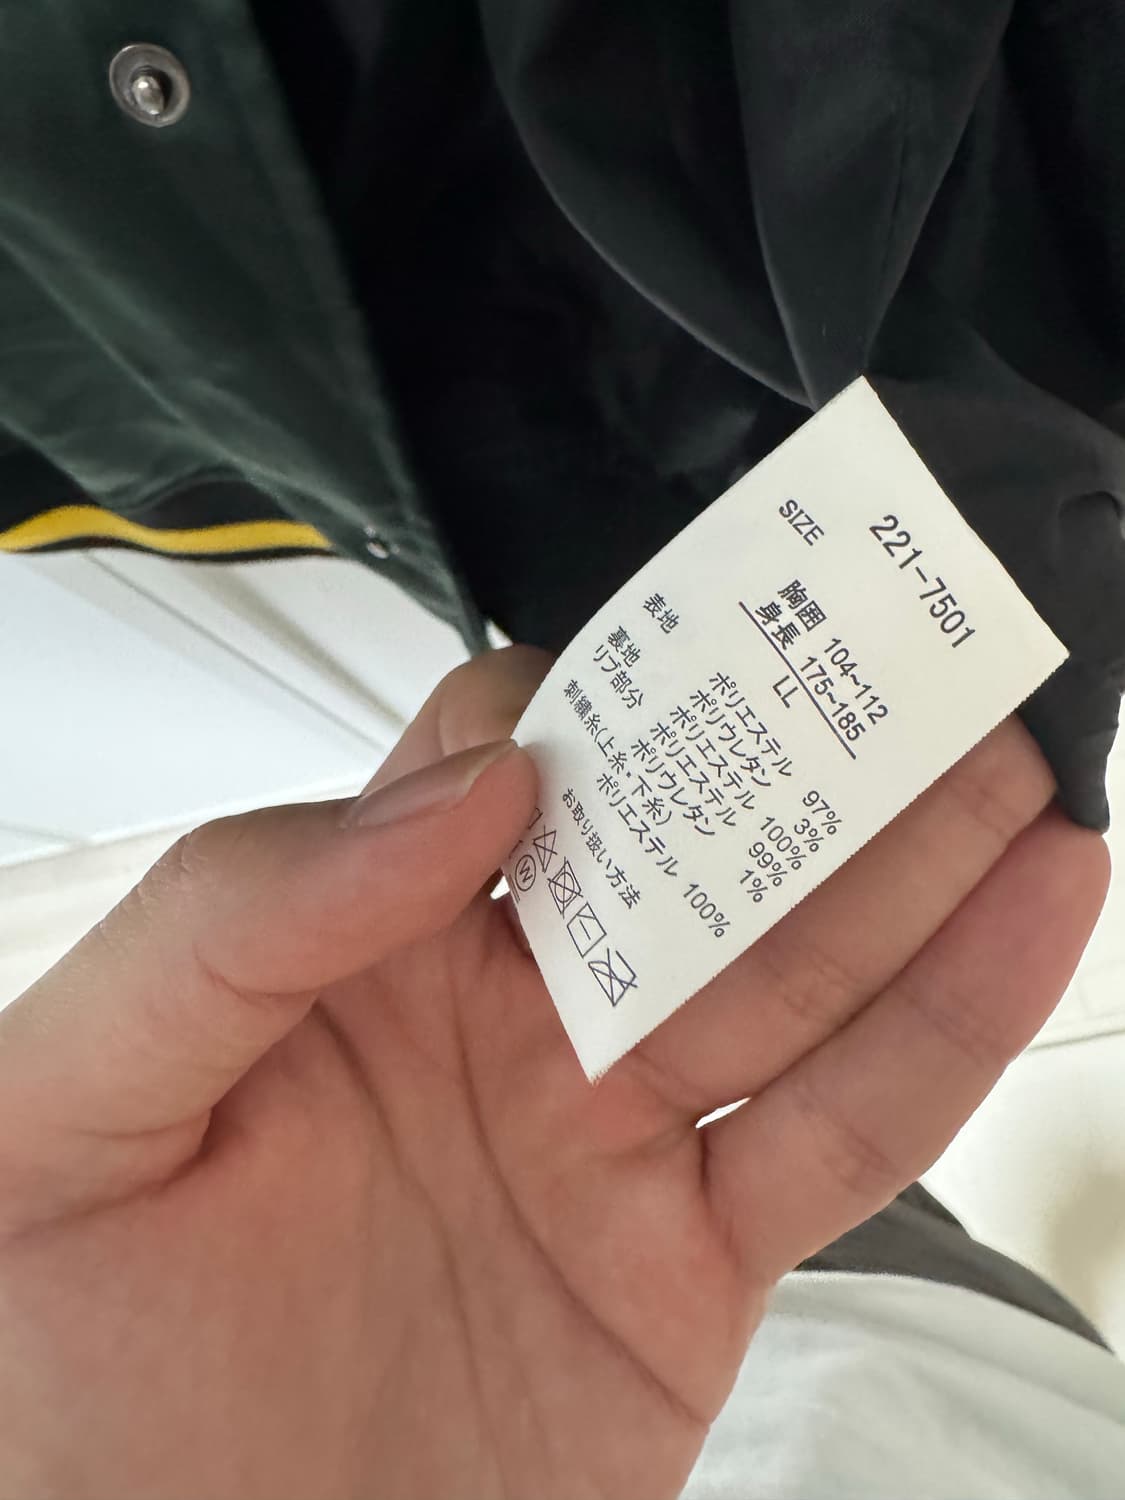 221-7501
SIZE
胸囲 104~112
身長 175~185
LL
表地 ポリエステル 97%
ポリウレタン 3%
裏地 ポリエステル 100%
リブ部分 ポリエステル 99%
ポリウレタン 1%
刺繍糸(上糸・下糸)
ポリエステル 100%
お取り扱い方法
W